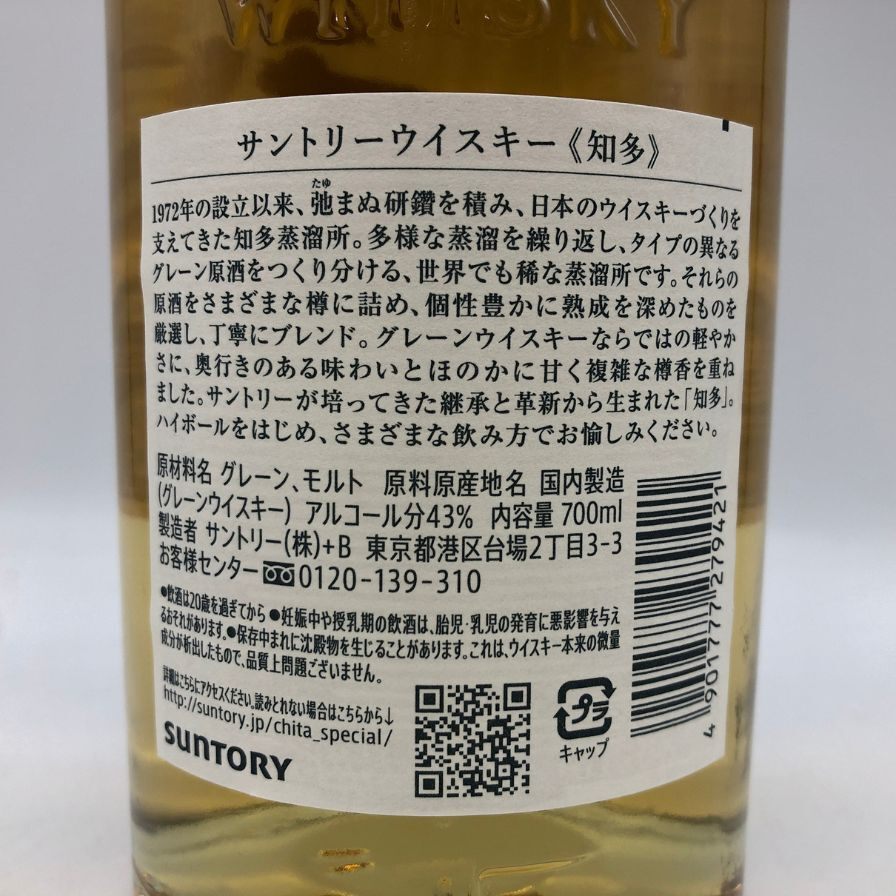 WHISKY
サントリーウイスキー《知多》
たゆ
1972年の設立以来、弛まぬ研鑽を積み、日本のウイスキーづくりを
支えてきた知多蒸溜所。多様な蒸溜を繰り返し、タイプの異なる
グレーン原酒をつくり分ける、世界でも稀な蒸溜所です。それらの
原酒をさまざまな樽に詰め、個性豊かに熟成を深めたものを
厳選し、丁寧にブレンド。グレーンウイスキーならではの軽やか
さに、奥行きのある味わいとほのかに甘く複雑な樽香を重ね
ました。サントリーが培ってきた継承と革新から生まれた「知多」。
ハイボールをはじめ、さまざまな飲み方でお愉しみください。
原材料名 グレーン、モルト 原料原産地名 国内製造
(グレーンウイスキー) アルコール分43% 内容量 700ml
製造者 サントリー(株)+B 東京都港区台場2丁目3-3
お客様センター 0120-139-310
●飲酒は20歳を過ぎてから ●妊娠中や授乳期の飲酒は、胎児・乳児の発育に悪影響を与え
るおそれがあります。●保存中まれに沈殿物を生じることがあります。これは、ウイスキー本来の微量
成分が析出したもので、品質上問題ございません。
詳細はこちらにアクセスください。読みとれない場合はこちらから↓
http://suntory.jp/chita_special/
SUNTORY
プラ
キャップ
4901777279421